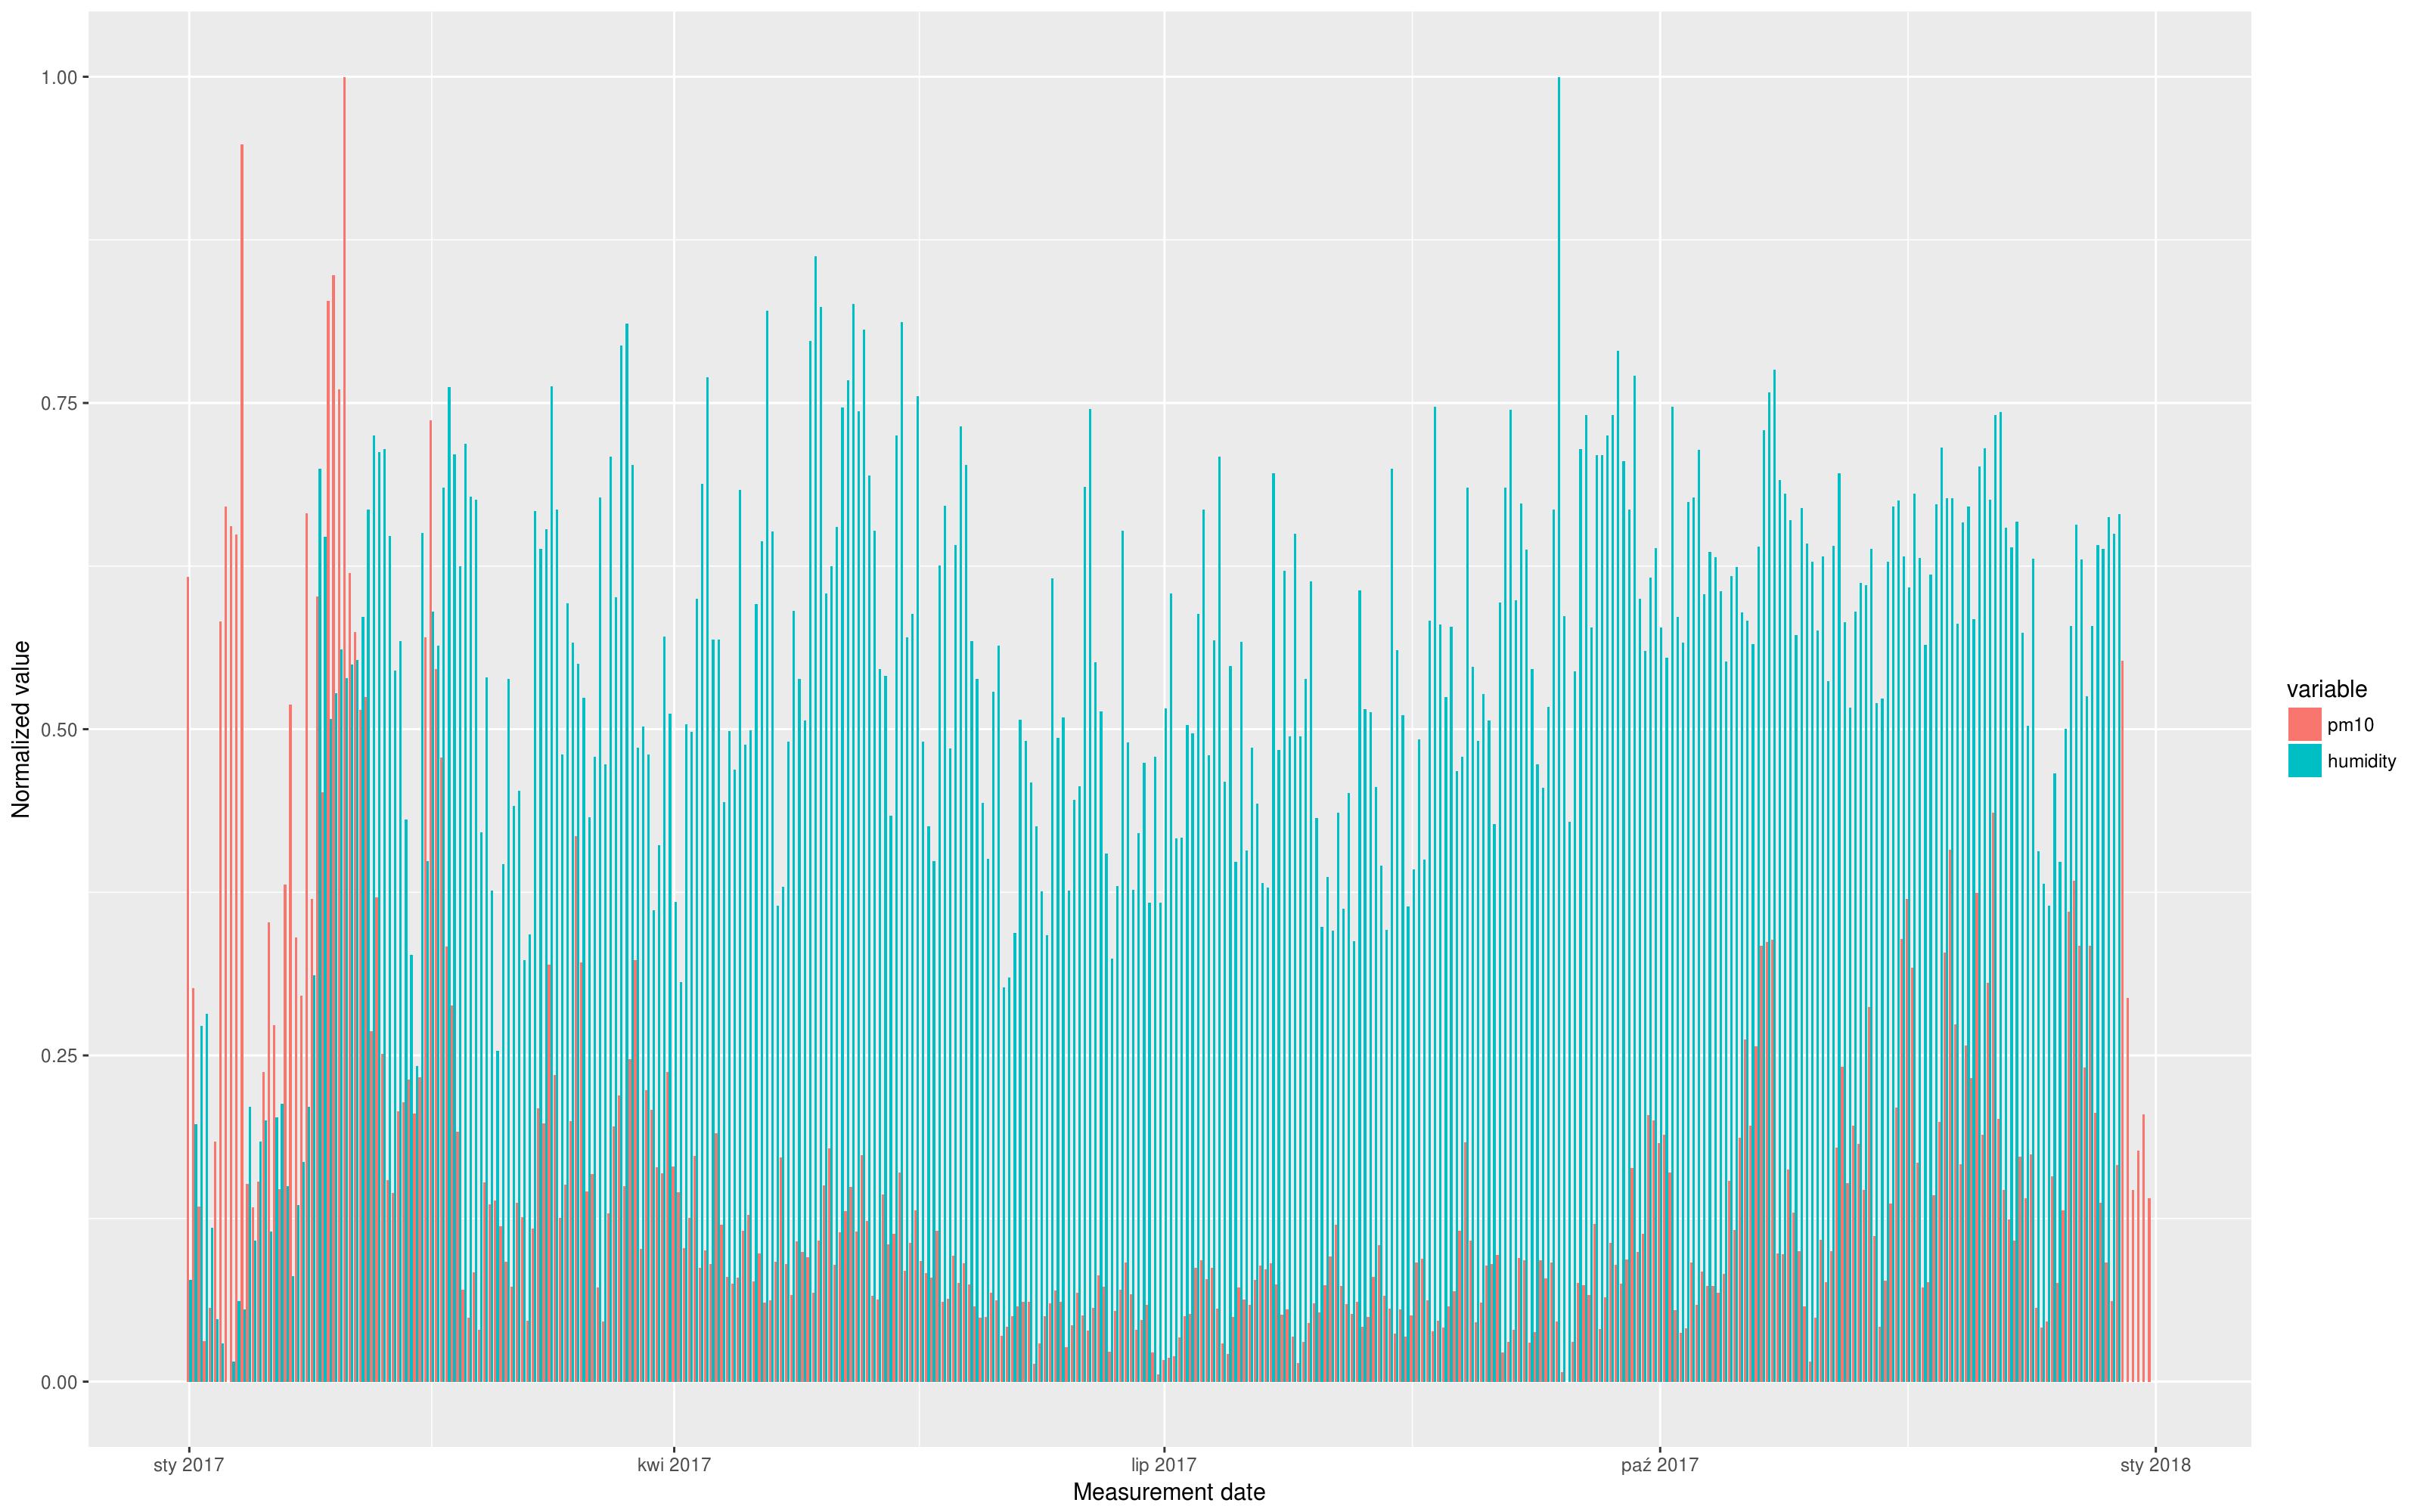 Normalized value
1.00
0.75
0.50
0.25
0.00
sty 2017
kwi 2017
lip 2017
paź 2017
sty 2018
Measurement date
variable
pm10
humidity